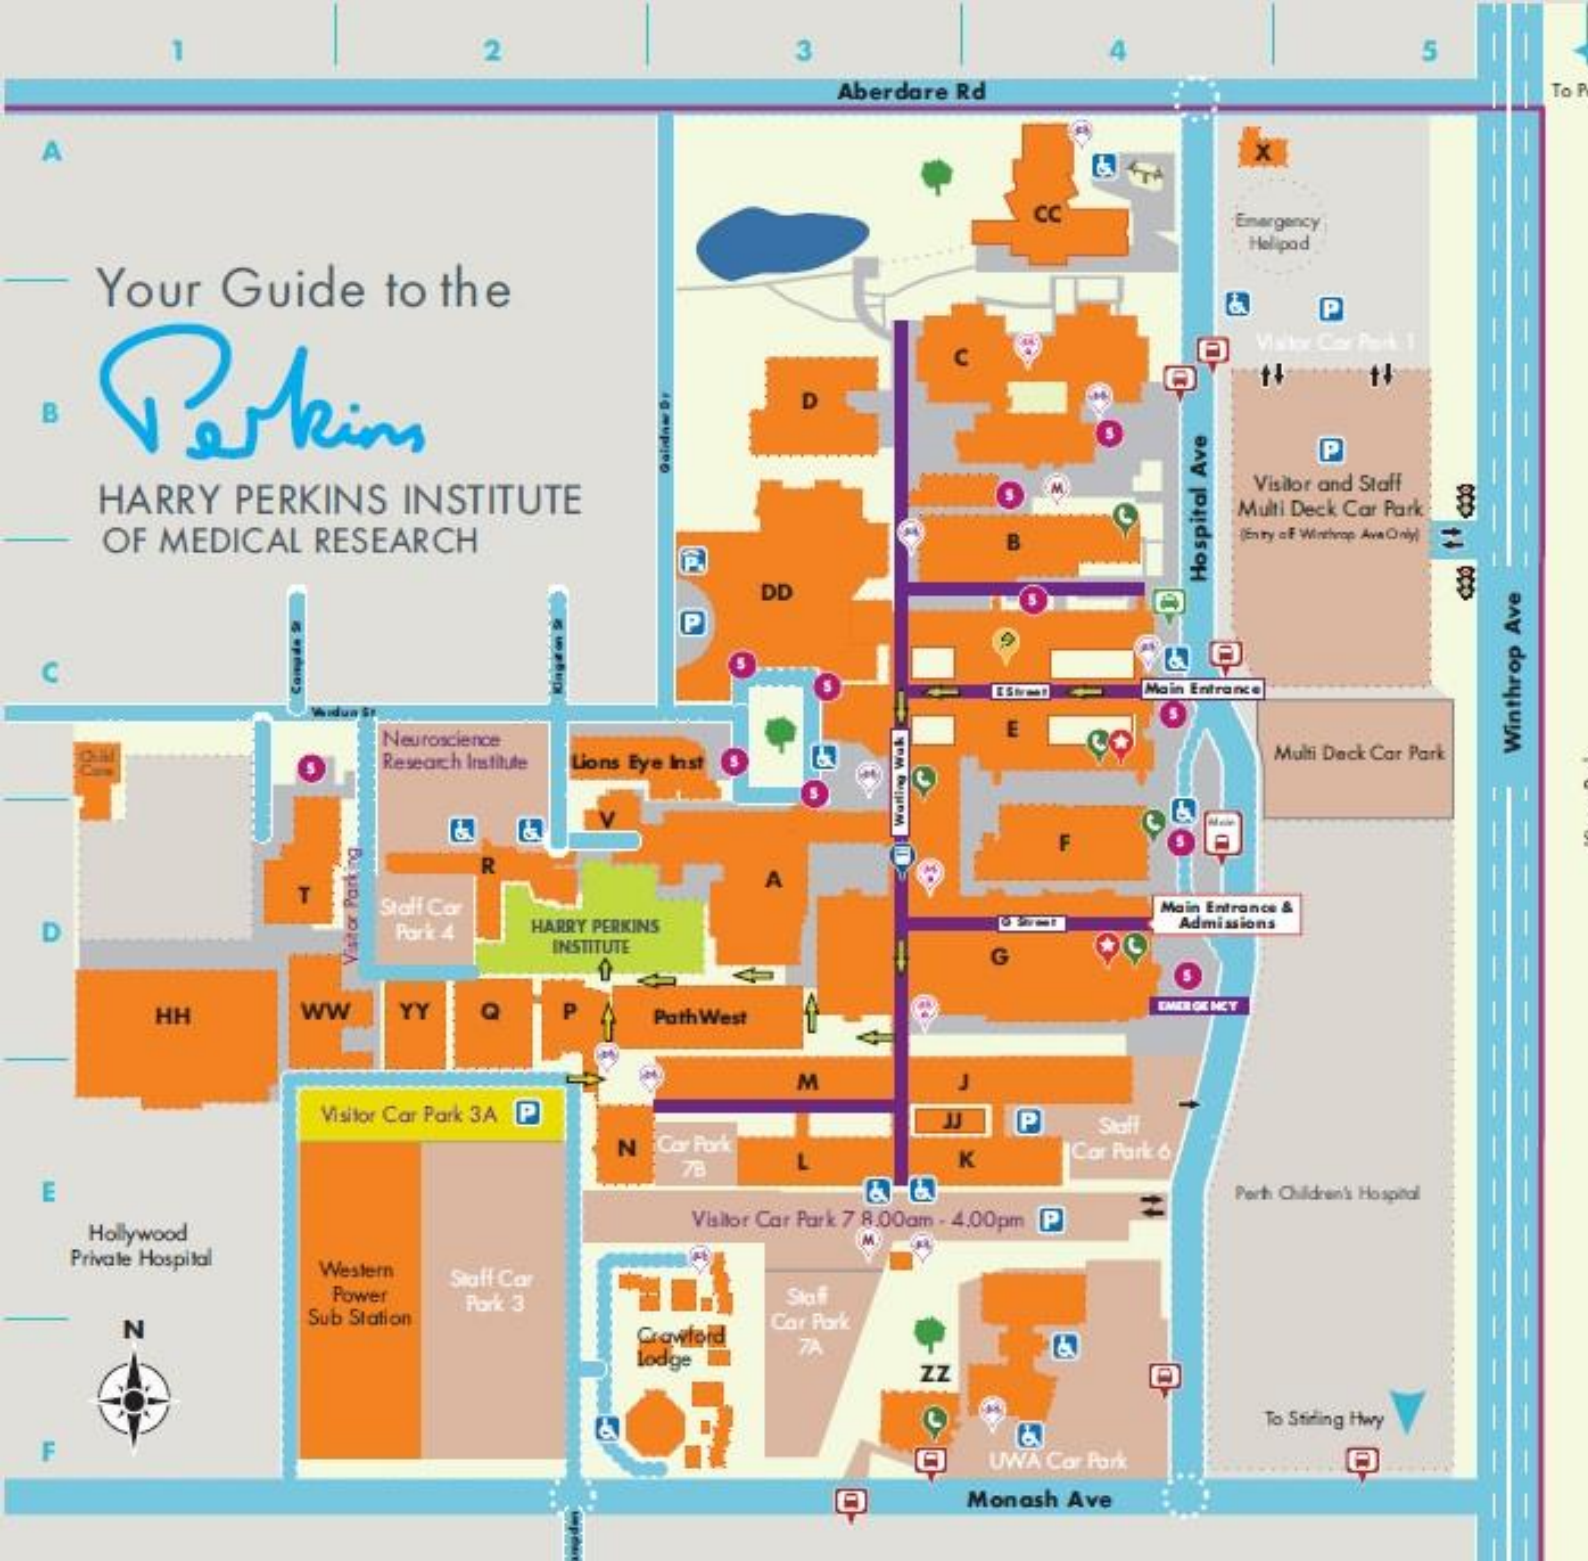 1
2
3
4
5
Aberdare Rd
A
X
CC
Emergency
Helipad
Your Guide to the
Perkins
HARRY PERKINS INSTITUTE
OF MEDICAL RESEARCH
P
Visitor Car Park 1
C
B
D
Gairdner Dr
S
Hospital Ave
P
Visitor and Staff
Multi Deck Car Park
(Entry off Winthrop Ave Only)
S
M
B
DD
P
P
S
Winthrop Ave
C
Kingston St
S
S
E Street
Main Entrance
Verdun St
S
E
Multi Deck Car Park
Child
Care
Neuroscience
Research Institute
Lions Eye Inst
S
S
S
V
F
S
Main
R
A
T
Visitor Parking
Staff Car
Park 4
D
HARRY PERKINS
INSTITUTE
G Street
Main Entrance &
Admissions
G
S
EMERGENCY
HH
WW
YY
Q
P
PathWest
M
J
Visitor Car Park 3A
P
N
Car Park
7B
L
JJ
P
K
Staff
Car Park 6
E
Perth Children's Hospital
Visitor Car Park 7 8.00am - 4.00pm
P
M
Hollywood
Private Hospital
Western
Power
Sub Station
Staff Car
Park 3
Staff
Car Park
7A
Crawford
Lodge
N
ZZ
To Stirling Hwy
F
UWA Car Park
Monash Ave